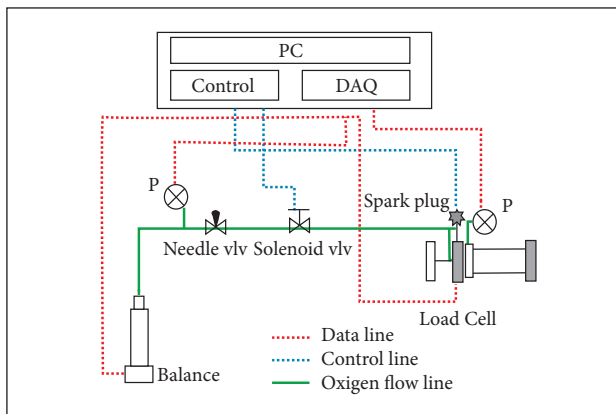 PC
Control
DAQ
P
Spark plug
P
Needle vlv
Solenoid vlv
Load Cell
Balance
Data line
Control line
Oxigen flow line